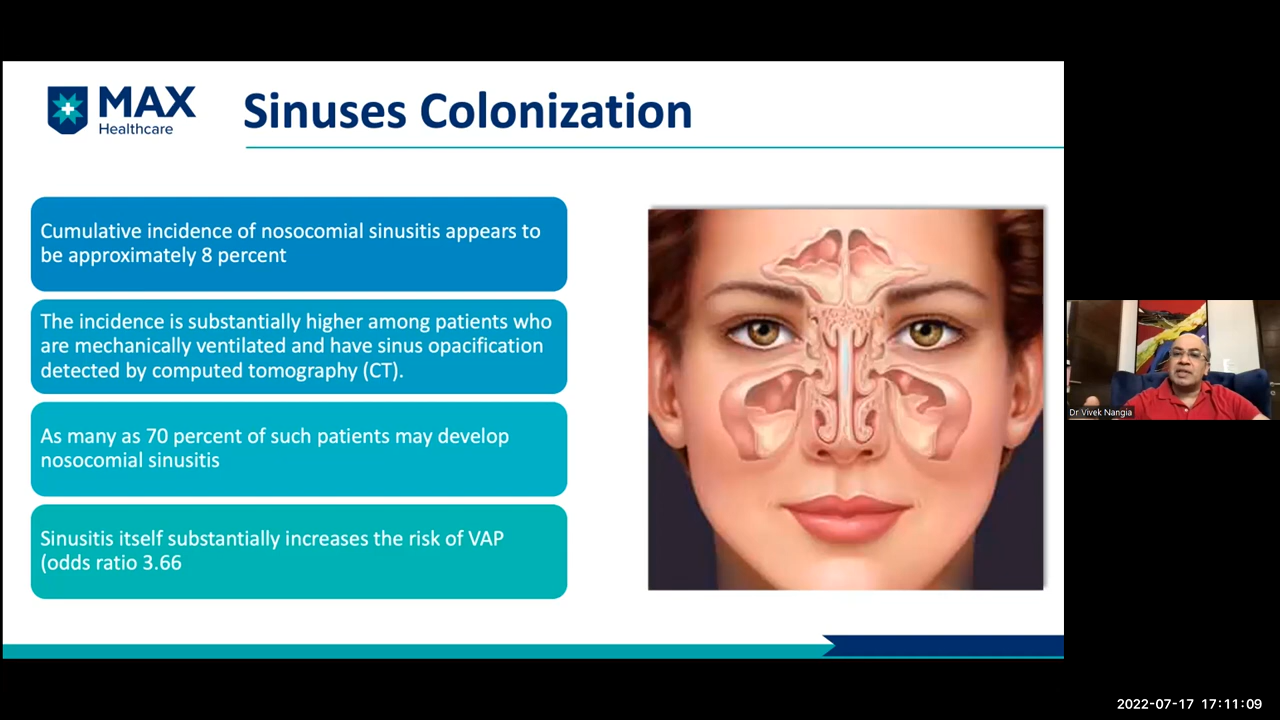 MAX
Healthcare
Sinuses Colonization
Cumulative incidence of nosocomial sinusitis appears to
be approximately 8 percent
The incidence is substantially higher among patients who
are mechanically ventilated and have sinus opacification
detected by computed tomography (CT).
As many as 70 percent of such patients may develop
nosocomial sinusitis
Sinusitis itself substantially increases the risk of VAP
(odds ratio 3.66
Dr Vivek Nangia
2022-07-17 17:11:09